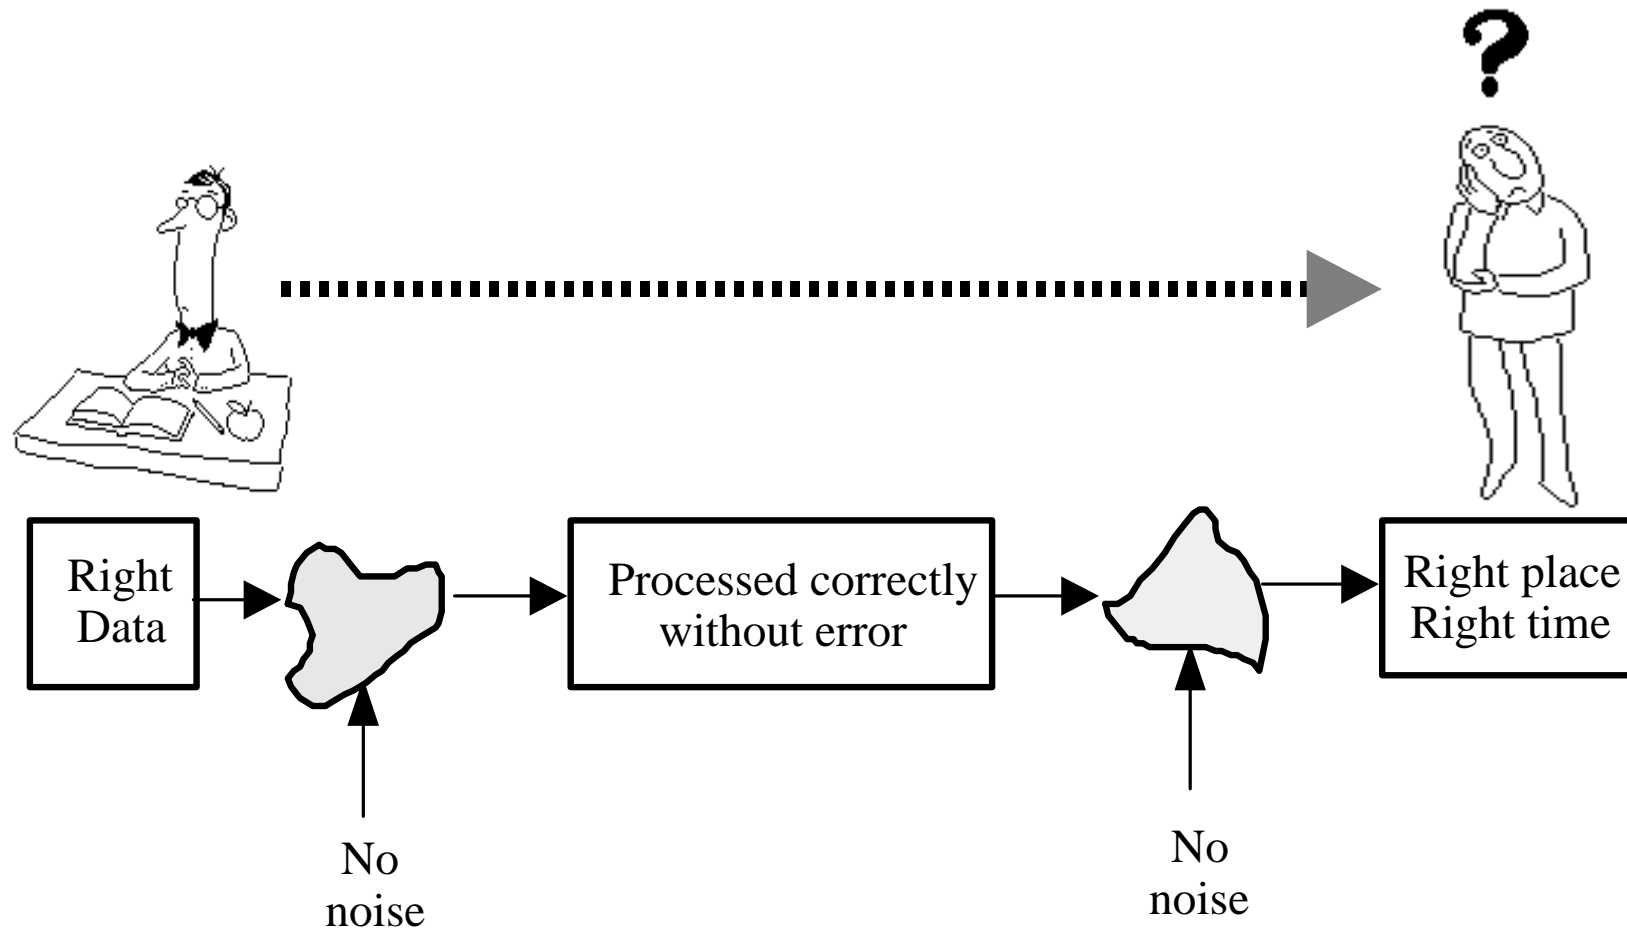 ?
Right
Data
Processed correctly
without error
Right place
Right time
No
noise
No
noise